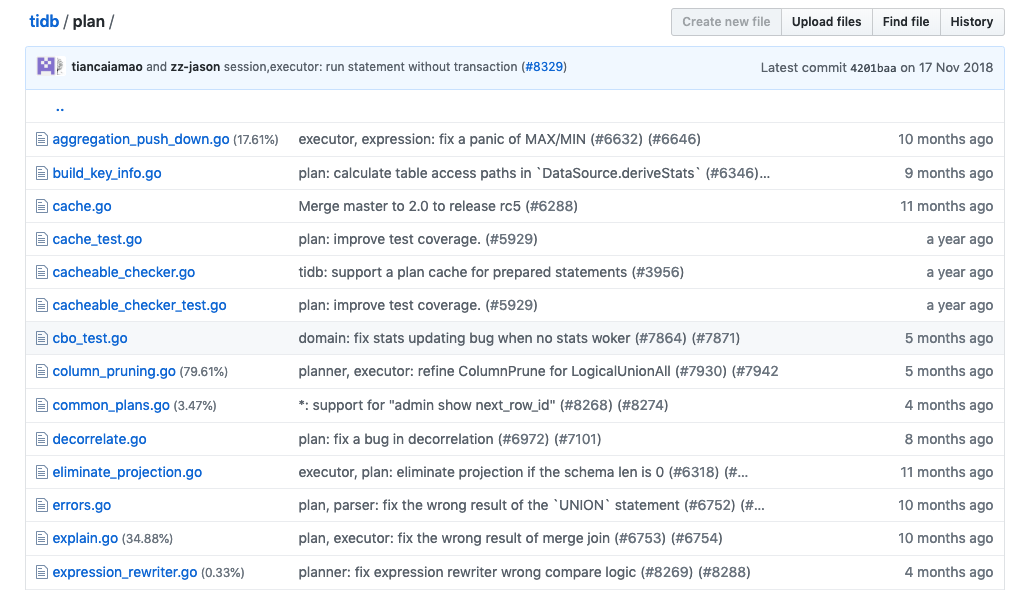 tidb / plan /
Create new file Upload files Find file History
tiancaiamao and zz-jason session,executor: run statement without transaction (#8329) Latest commit 4201baa on 17 Nov 2018
..
aggregation_push_down.go (17.61%) executor, expression: fix a panic of MAX/MIN (#6632) (#6646) 10 months ago
build_key_info.go plan: calculate table access paths in `DataSource.deriveStats` (#6346)... 9 months ago
cache.go Merge master to 2.0 to release rc5 (#6288) 11 months ago
cache_test.go plan: improve test coverage. (#5929) a year ago
cacheable_checker.go tidb: support a plan cache for prepared statements (#3956) a year ago
cacheable_checker_test.go plan: improve test coverage. (#5929) a year ago
cbo_test.go domain: fix stats updating bug when no stats woker (#7864) (#7871) 5 months ago
column_pruning.go (79.61%) planner, executor: refine ColumnPrune for LogicalUnionAll (#7930) (#7942 5 months ago
common_plans.go (3.47%) *: support for "admin show next_row_id" (#8268) (#8274) 4 months ago
decorrelate.go plan: fix a bug in decorrelation (#6972) (#7101) 8 months ago
eliminate_projection.go executor, plan: eliminate projection if the schema len is 0 (#6318) (#... 11 months ago
errors.go plan, parser: fix the wrong result of the `UNION` statement (#6752) (#... 10 months ago
explain.go (34.88%) plan, executor: fix the wrong result of merge join (#6753) (#6754) 10 months ago
expression_rewriter.go (0.33%) planner: fix expression rewriter wrong compare logic (#8269) (#8288) 4 months ago